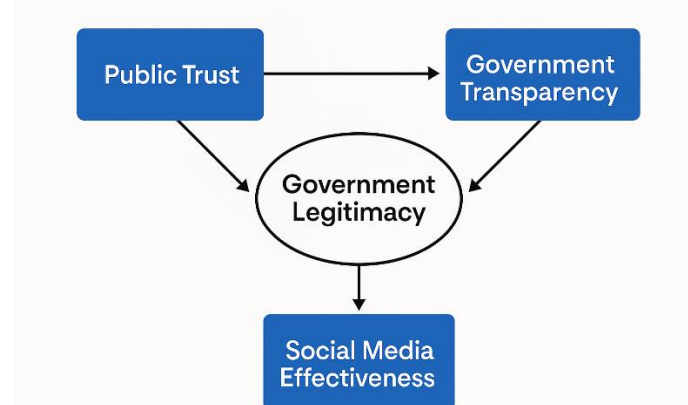 Public Trust
Government
Transparency
Government
Legitimacy
Social Media
Effectiveness